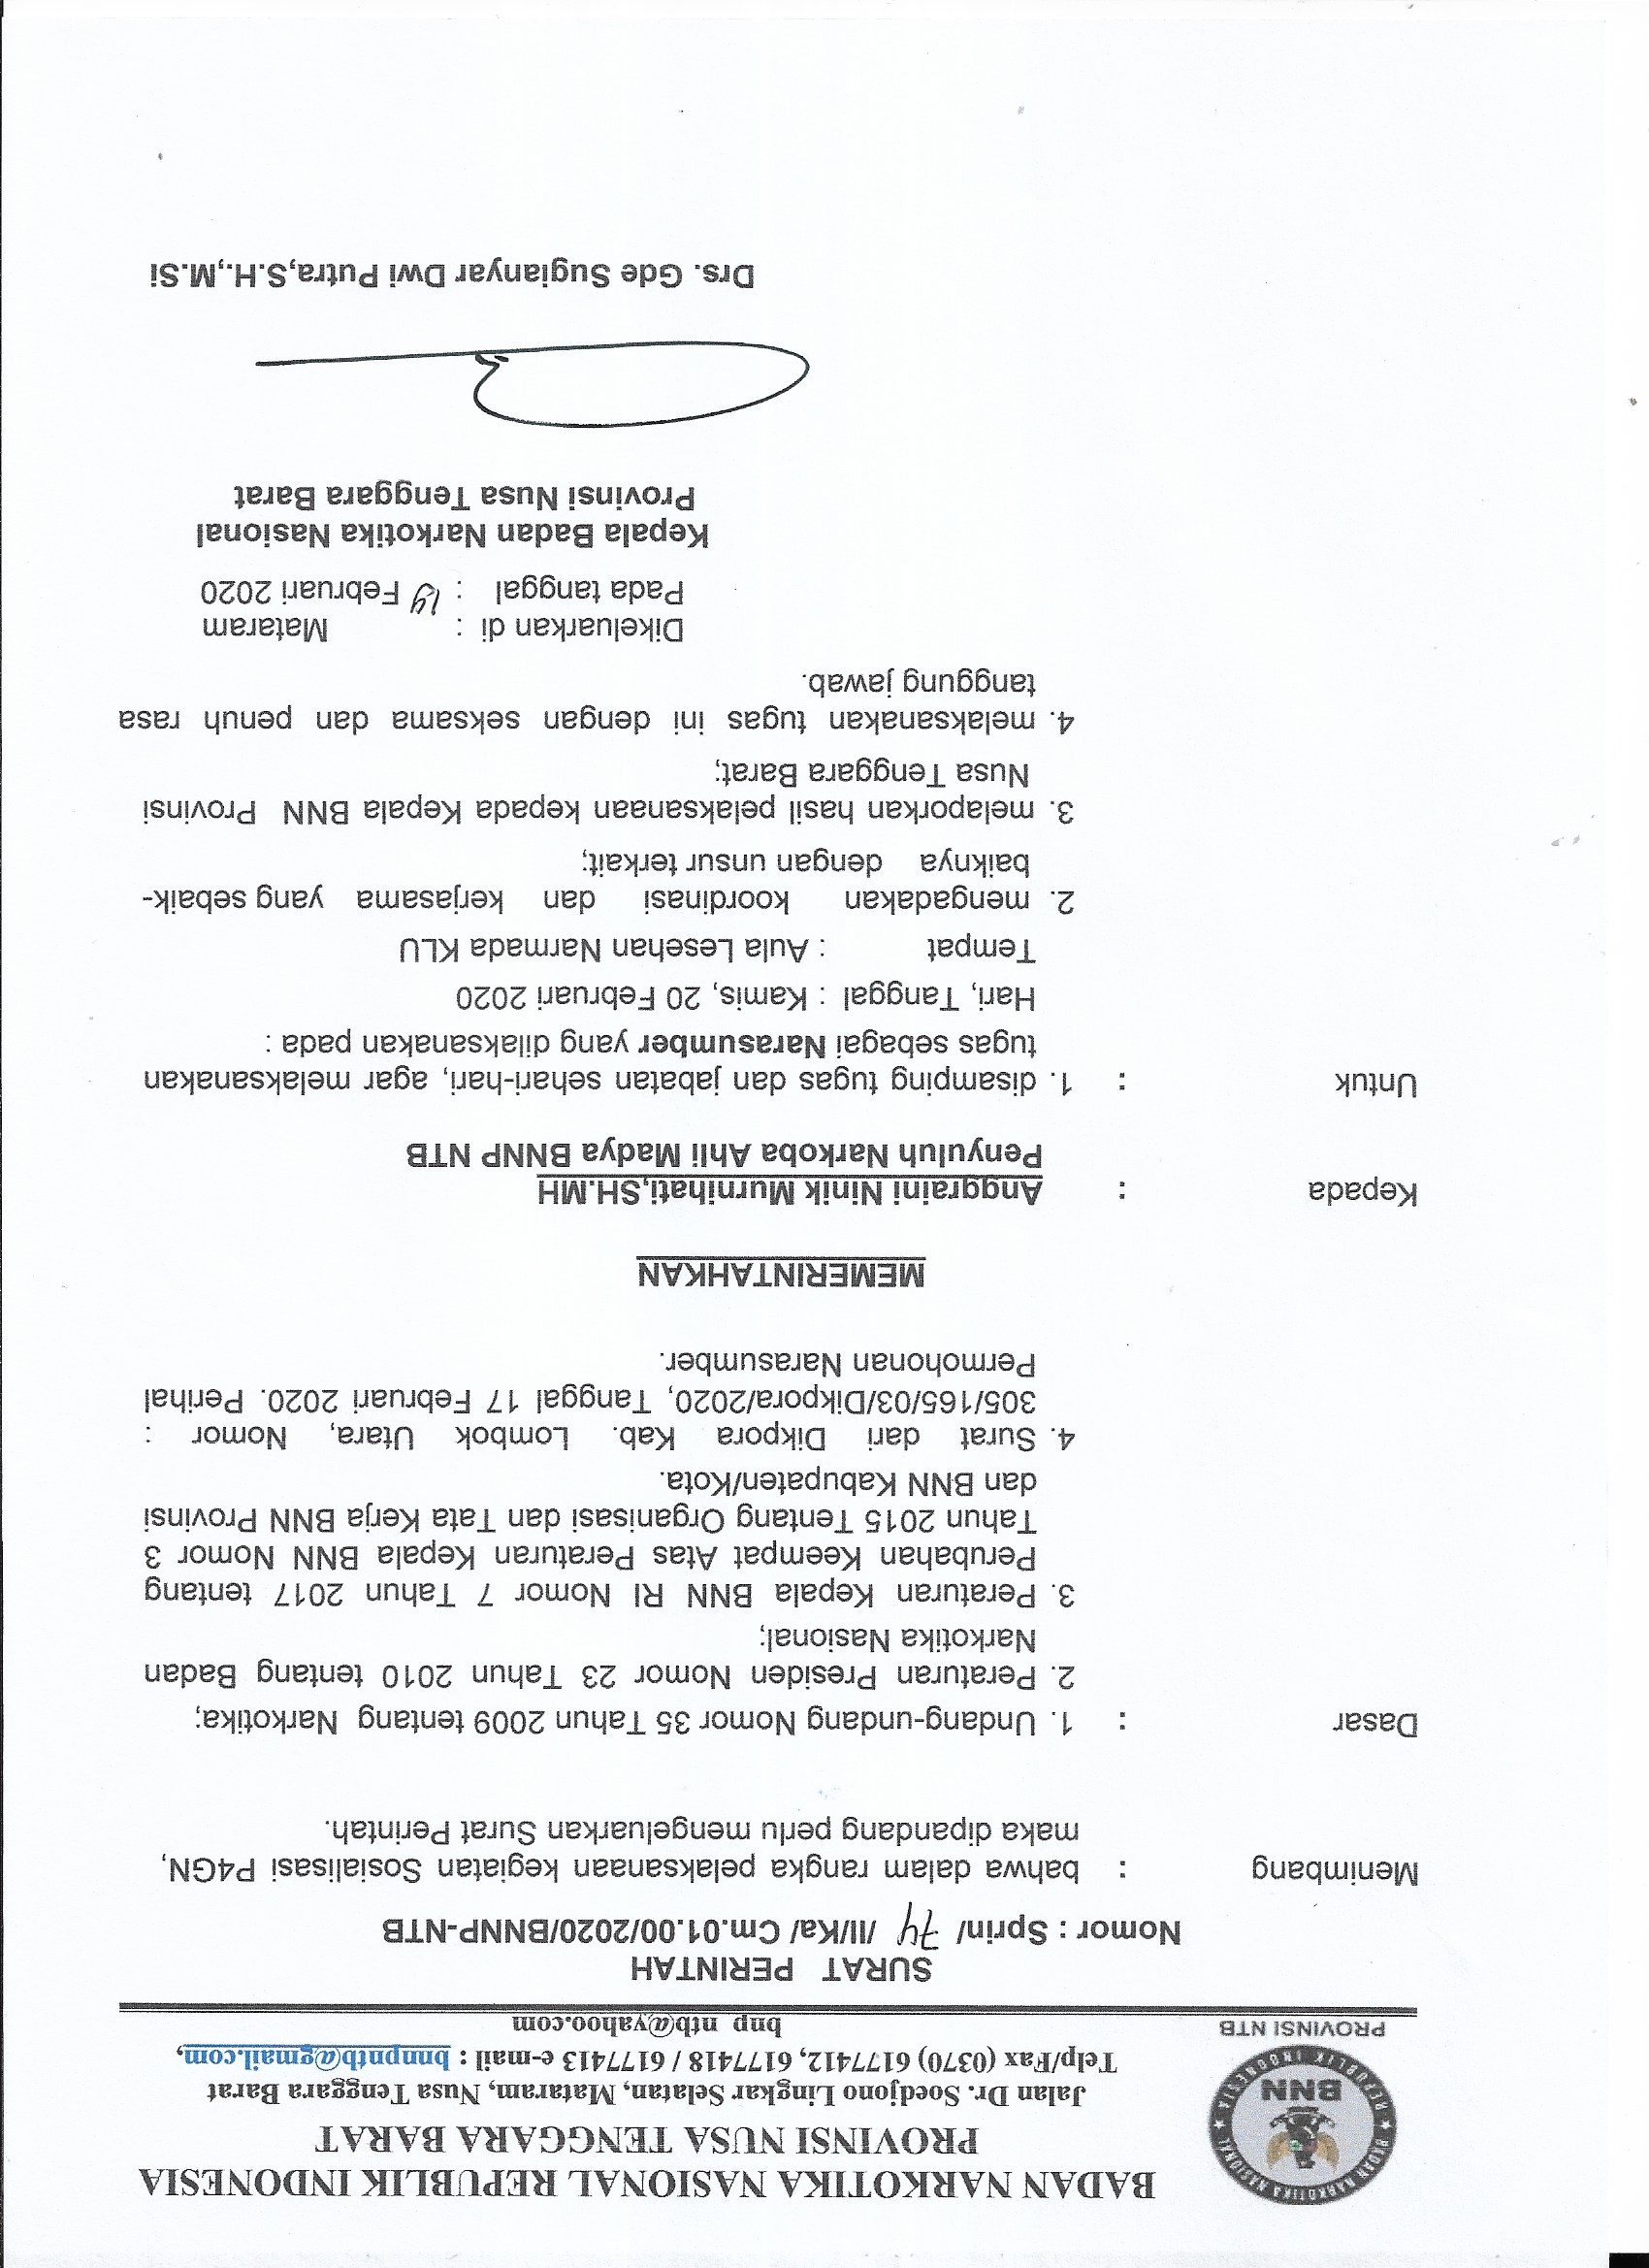 BADAN NARKOTIKA NASIONAL REPUBLIK INDONESIA
PROVINSI NUSA TENGGARA BARAT
Jalan Dr. Soedjono Lingkar Selatan, Mataram, Nusa Tenggara Barat
Telp/Fax (0370) 6177412, 6177418 / 6177413 e-mail : bnnpntb@gmail.com,
bnp_ntb@yahoo.com
BADAN NARKOTIKA NASIONAL
REPUBLIK INDONESIA
BNN
PROVINSI NTB
SURAT PERINTAH
Nomor : Sprin/ 74 /II/Ka/ Cm.01.00/2020/BNNP-NTB
Menimbang : bahwa dalam rangka pelaksanaan kegiatan Sosialisasi P4GN,
maka dipandang perlu mengeluarkan Surat Perintah.
Dasar : 1. Undang-undang Nomor 35 Tahun 2009 tentang Narkotika;
2. Peraturan Presiden Nomor 23 Tahun 2010 tentang Badan
Narkotika Nasional;
3. Peraturan Kepala BNN RI Nomor 7 Tahun 2017 tentang
Perubahan Keempat Atas Peraturan Kepala BNN Nomor 3
Tahun 2015 Tentang Organisasi dan Tata Kerja BNN Provinsi
dan BNN Kabupaten/Kota.
4. Surat dari Dikpora Kab. Lombok Utara, Nomor :
305/165/03/Dikpora/2020, Tanggal 17 Februari 2020. Perihal
Permohonan Narasumber.
MEMERINTAHKAN
Kepada : Anggraini Ninik Murnihati,SH.MH
Penyuluh Narkoba Ahli Madya BNNP NTB
Untuk : 1. disamping tugas dan jabatan sehari-hari, agar melaksanakan
tugas sebagai Narasumber yang dilaksanakan pada :
Hari, Tanggal : Kamis, 20 Februari 2020
Tempat : Aula Lesehan Narmada KLU
2. mengadakan koordinasi dan kerjasama yang sebaik-
baiknya dengan unsur terkait;
3. melaporkan hasil pelaksanaan kepada Kepala BNN Provinsi
Nusa Tenggara Barat;
4. melaksanakan tugas ini dengan seksama dan penuh rasa
tanggung jawab.
Dikeluarkan di : Mataram
Pada tanggal : 19 Februari 2020
Kepala Badan Narkotika Nasional
Provinsi Nusa Tenggara Barat
Drs. Gde Sugianyar Dwi Putra,S.H.,M.Si